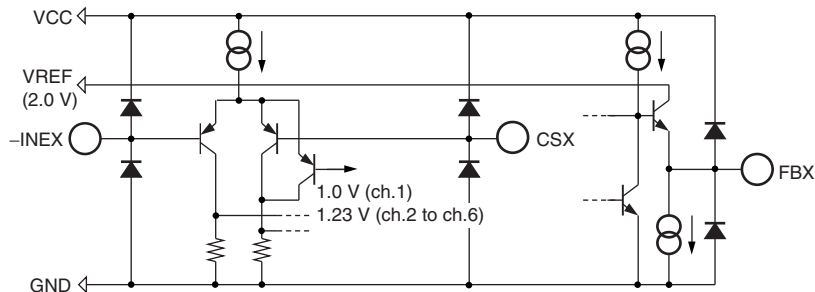 VCC
VREF
(2.0 V)
–INEX
CSX
FBX
1.0 V (ch.1)
1.23 V (ch.2 to ch.6)
GND